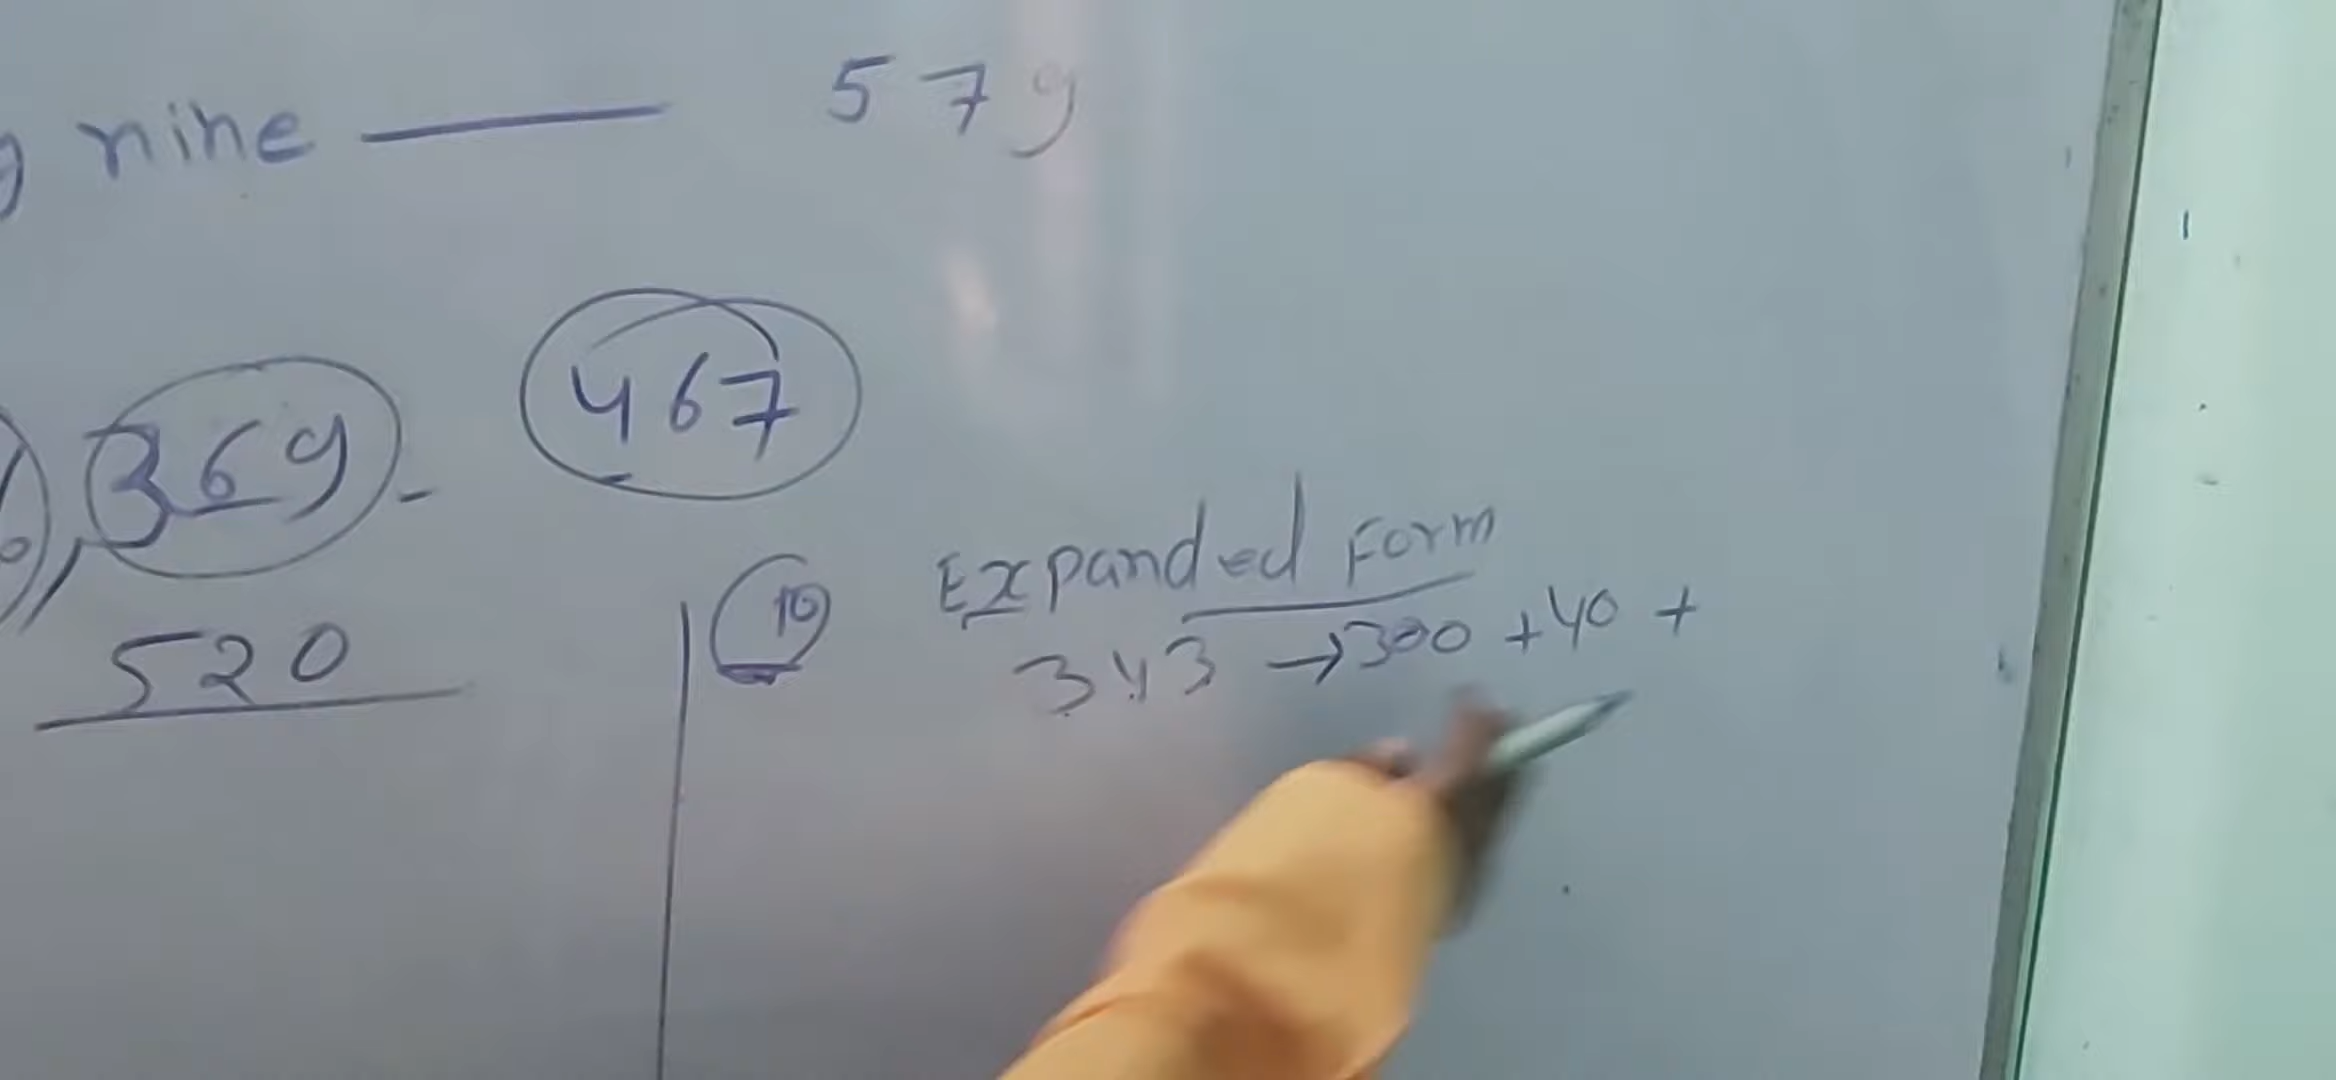 nine — 579
369 - 467
520
10 Expanded Form
343 → 300 + 40 +